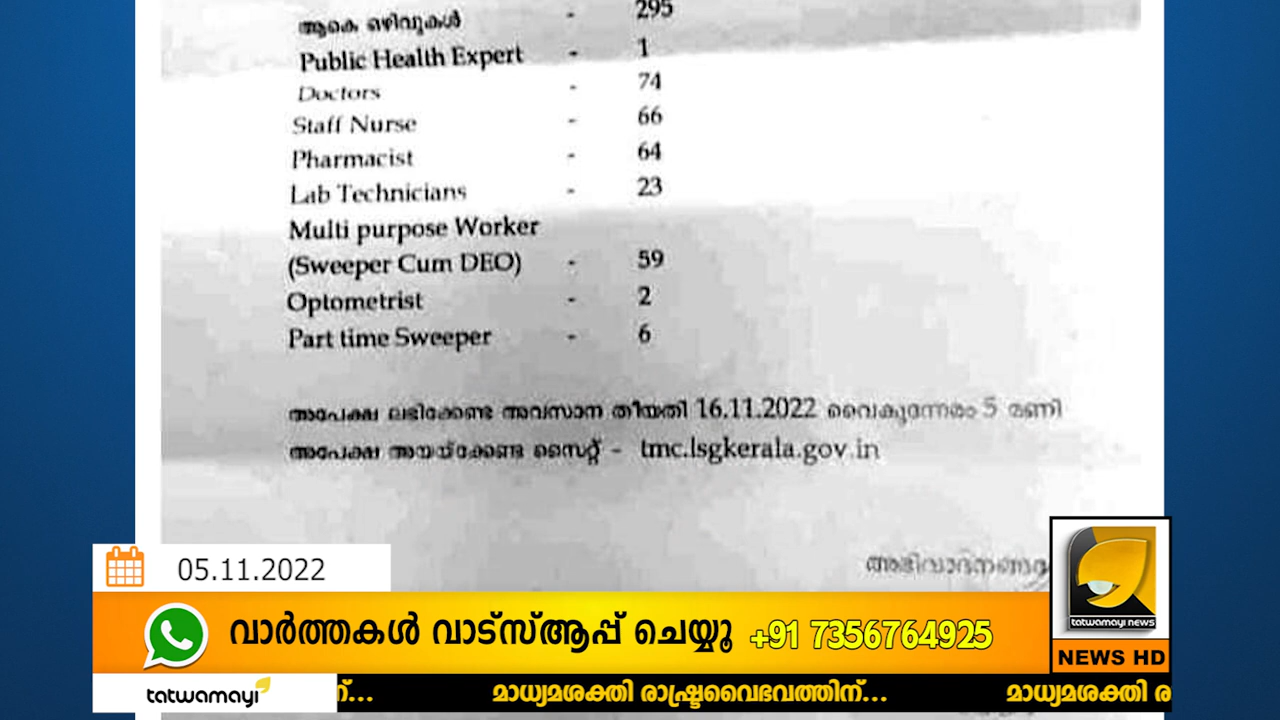 ആകെ ഒഴിവുകൾ - 295
Public Health Expert - 1
Doctors - 74
Staff Nurse - 66
Pharmacist - 64
Lab Technicians - 23
Multi purpose Worker
(Sweeper Cum DEO) - 59
Optometrist - 2
Part time Sweeper - 6
അപേക്ഷ ലഭിക്കേണ്ട അവസാന തീയതി 16.11.2022 വൈകുന്നേരം 5 മണി
അപേക്ഷ അയയ്ക്കേണ്ട സൈറ്റ് - tmc.lsgkerala.gov.in
05.11.2022
വാർത്തകൾ വാട്സ്ആപ്പ് ചെയ്യൂ +91 7356764925
tatwamayi news
NEWS HD
tatwamayi
ന്... മാധ്യമശക്തി രാഷ്ട്രവൈഭവത്തിന്... മാധ്യമശക്തി ര